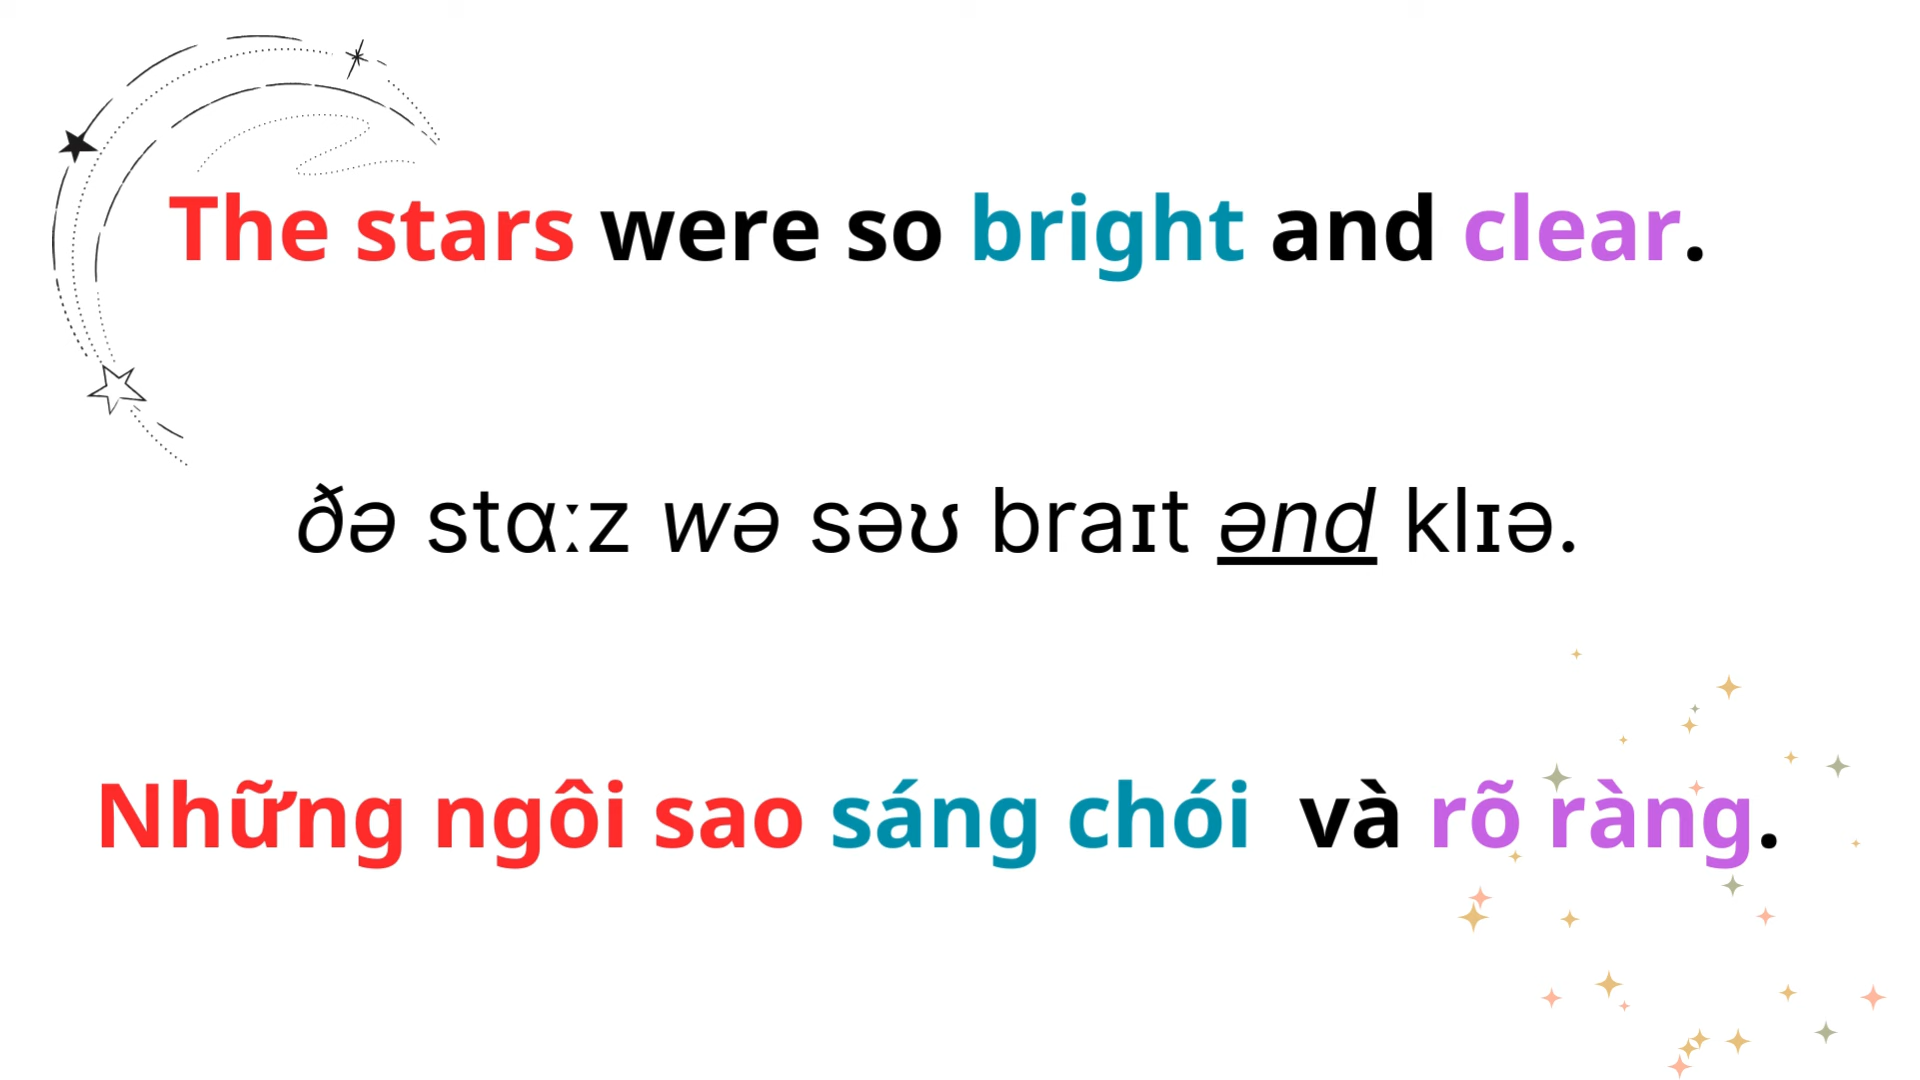 The stars were so bright and clear.
ðə stɑːz wə səʊ braɪt ənd klɪə.
Những ngôi sao sáng chói  và rõ ràng.